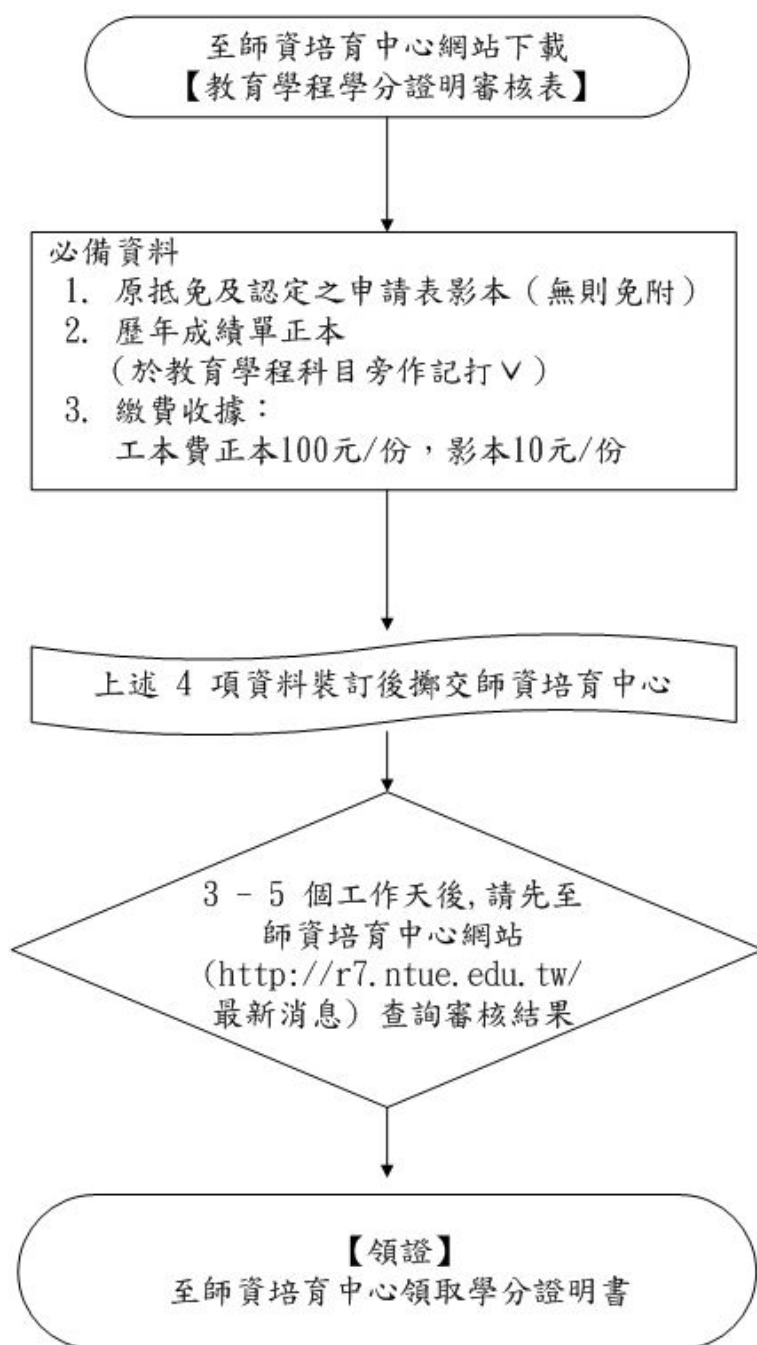 至師資培育中心網站下載
【教育學程學分證明審核表】
必備資料
1. 原抵免及認定之申請表影本（無則免附）
2. 歷年成績單正本
（於教育學程科目旁作記打∨）
3. 繳費收據：
工本費正本100元/份，影本10元/份
上述 4 項資料裝訂後擲交師資培育中心
3 - 5 個工作天後,請先至
師資培育中心網站
(http://r7.ntue.edu.tw/
最新消息) 查詢審核結果
【領證】
至師資培育中心領取學分證明書